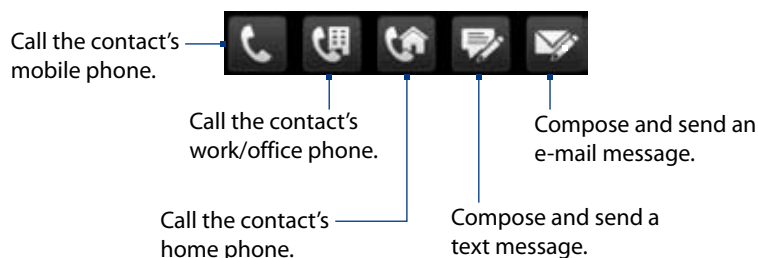 Call the contact's
mobile phone.
Call the contact's
work/office phone.
Compose and send an
e-mail message.
Call the contact's
home phone.
Compose and send a
text message.